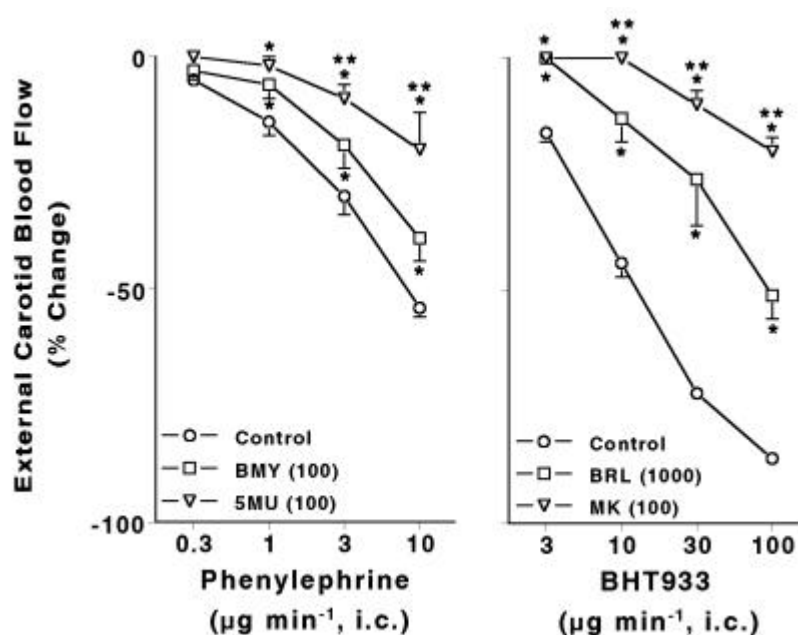 External Carotid Blood Flow
(% Change)
0
-50
-100
* ** **
* *
* * *
Control
BMY (100)
5MU (100)
0.3 1 3 10
Phenylephrine
(µg min-1, i.c.)
* ** ** **
* * *
* * * *
Control
BRL (1000)
MK (100)
3 10 30 100
BHT933
(µg min-1, i.c.)